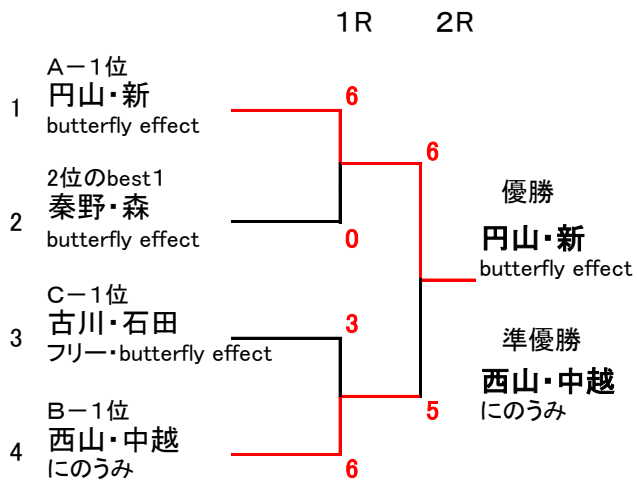 1R 2R
A-1位
1 円山・新
butterfly effect
6
6
2位のbest1
2 秦野・森
butterfly effect
0
優勝
円山・新
butterfly effect
C-1位
3 古川・石田
フリー・butterfly effect
3
準優勝
西山・中越
にのうみ
5
B-1位
4 西山・中越
にのうみ
6